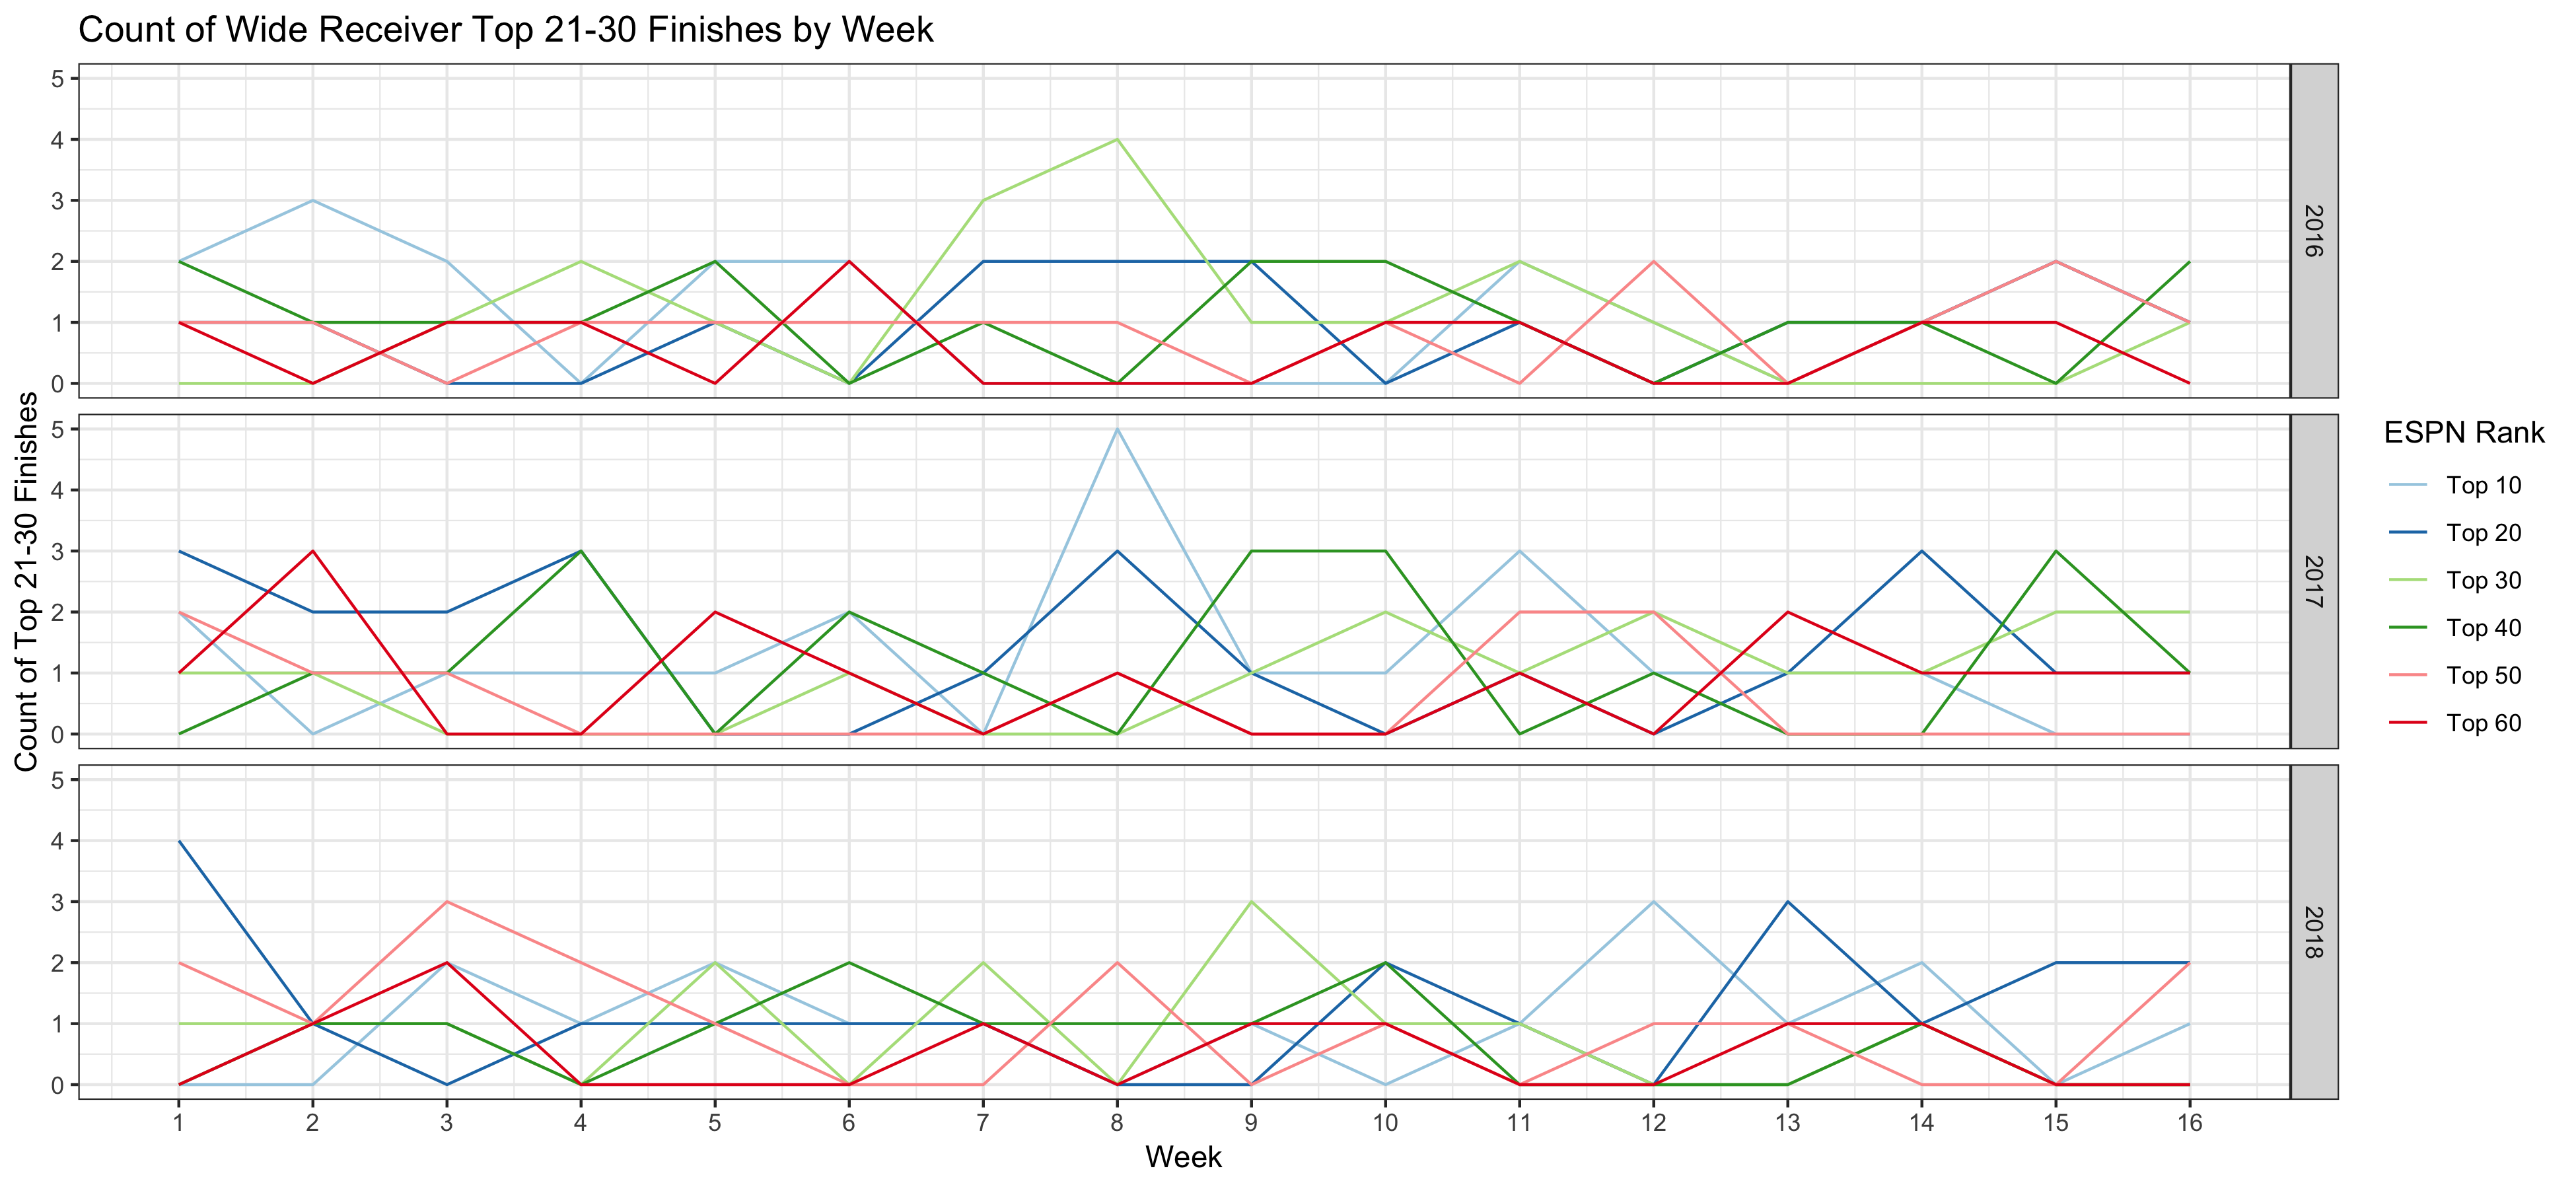 Count of Wide Receiver Top 21-30 Finishes by Week
Count of Top 21-30 Finishes
5
4
3
2
1
0
2016
5
4
3
2
1
0
2017
5
4
3
2
1
0
2018
1 2 3 4 5 6 7 8 9 10 11 12 13 14 15 16
Week
ESPN Rank
Top 10
Top 20
Top 30
Top 40
Top 50
Top 60